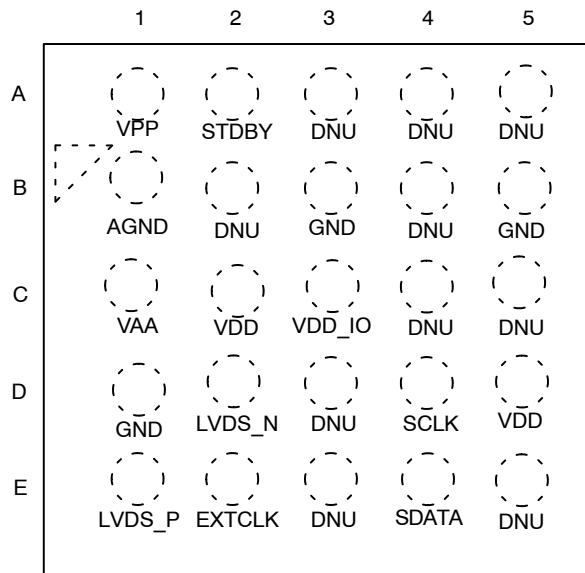 1 2 3 4 5
A
VPP STDBY DNU DNU DNU
B
AGND DNU GND DNU GND
C
VAA VDD VDD_IO DNU DNU
D
GND LVDS_N DNU SCLK VDD
E
LVDS_P EXTCLK DNU SDATA DNU